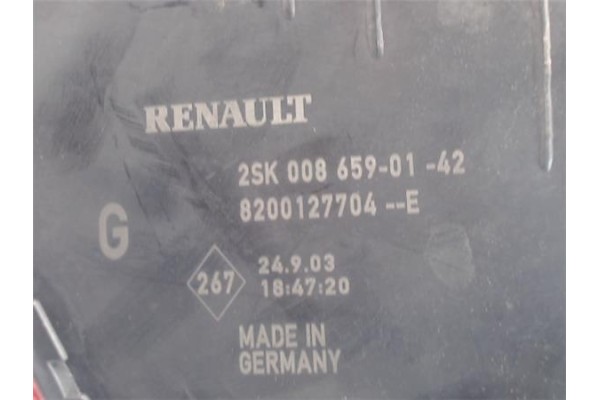 RENAULT
2SK 008 659-01 -42
8200127704 --E
G
267
24.9.03
18:47:20
MADE IN
GERMANY